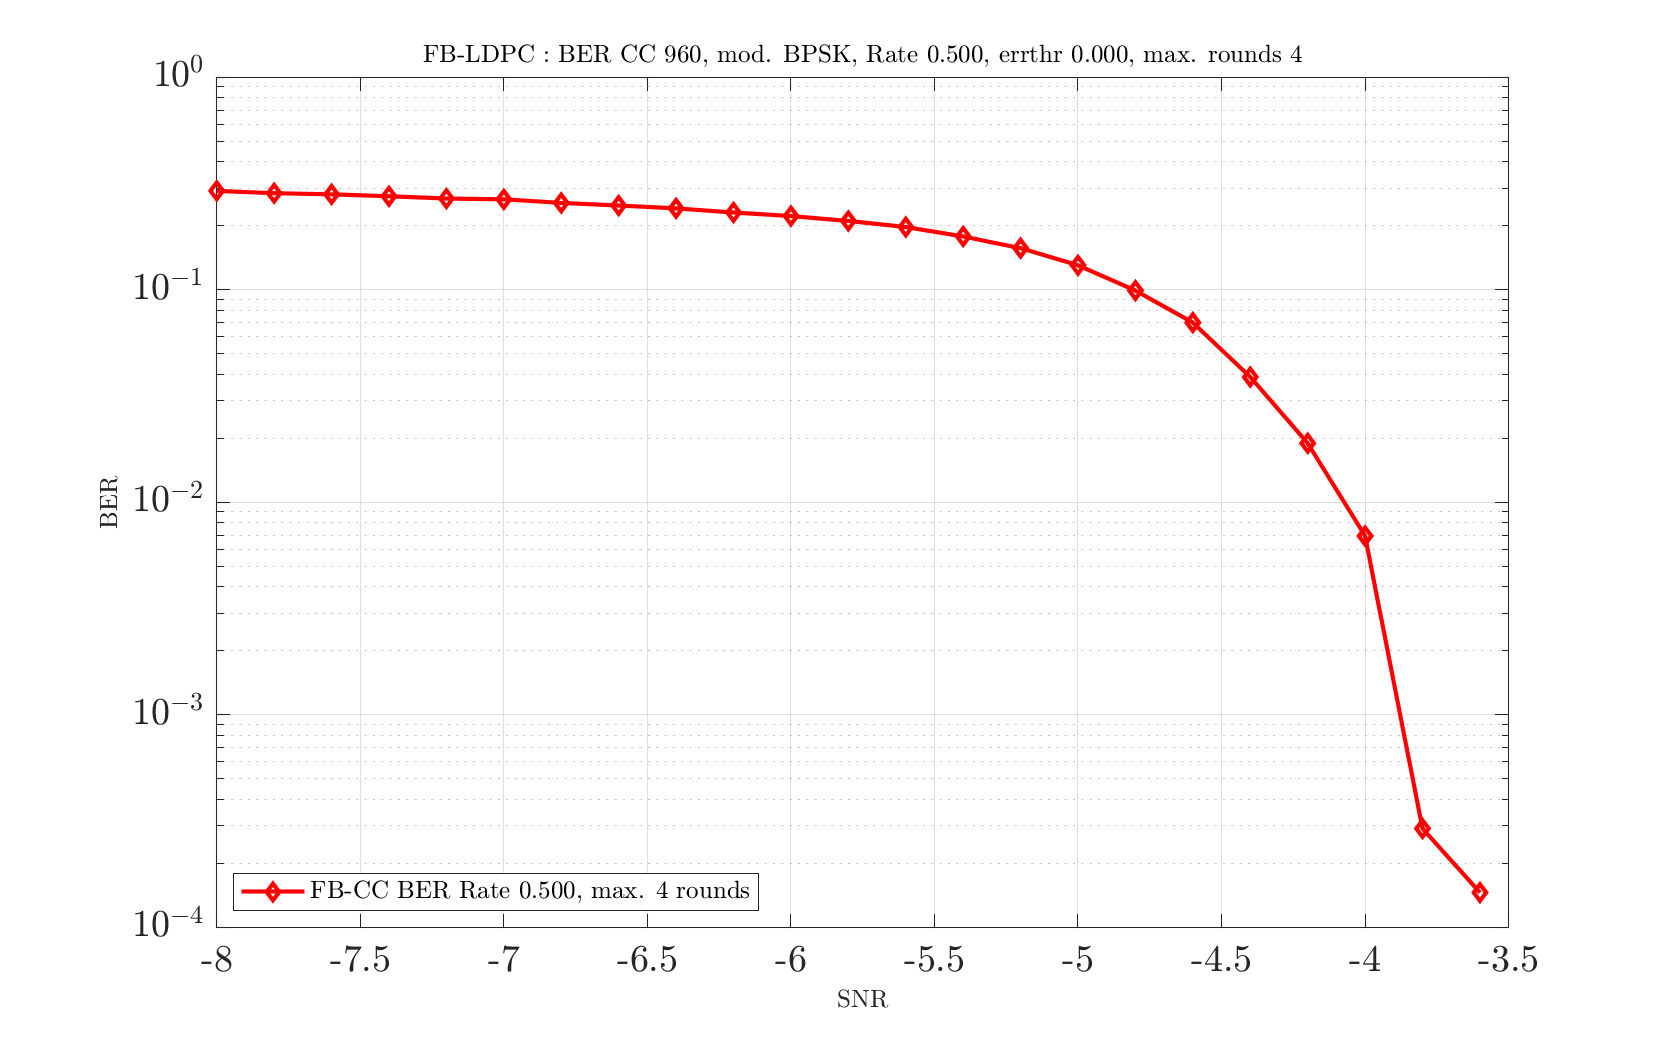 FB-LDPC : BER CC 960, mod. BPSK, Rate 0.500, errthr 0.000, max. rounds 4
10^0
10^-1
10^-2
10^-3
10^-4
BER
FB-CC BER Rate 0.500, max. 4 rounds
-8 -7.5 -7 -6.5 -6 -5.5 -5 -4.5 -4 -3.5
SNR